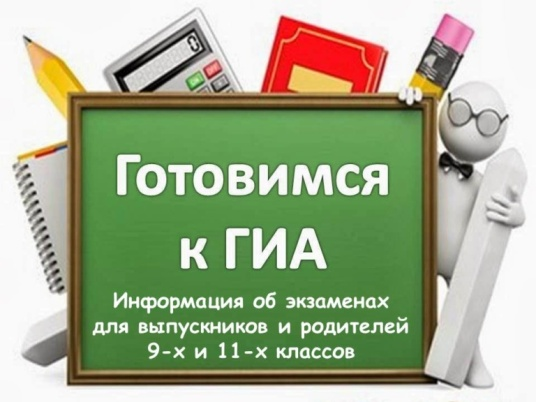 Готовимся
к ГИА
Информация об экзаменах
для выпускников и родителей
9-х и 11-х классов